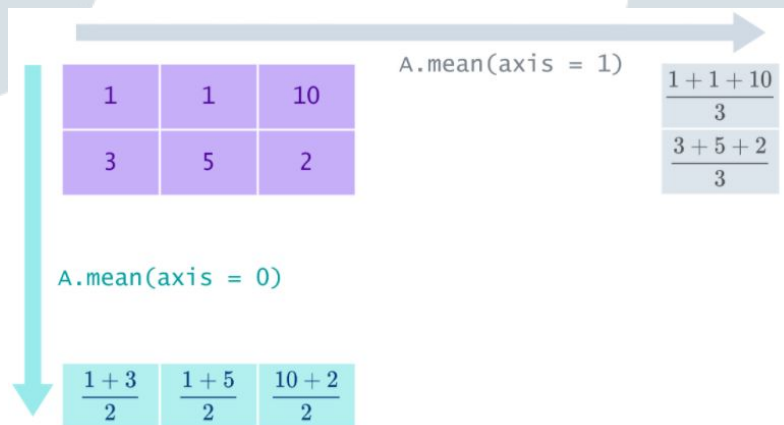 A.mean(axis = 1)
1 1 10
3 5 2
1 + 1 + 10
3
3 + 5 + 2
3
A.mean(axis = 0)
1 + 3 1 + 5 10 + 2
2 2 2